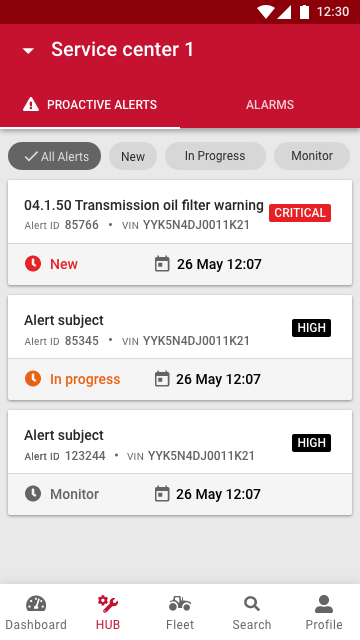 12:30
Service center 1
PROACTIVE ALERTS ALARMS
All Alerts New In Progress Monitor
04.1.50 Transmission oil filter warning
CRITICAL
Alert ID 85766 • VIN YYK5N4DJ0011K21
New 26 May 12:07
Alert subject
HIGH
Alert ID 85345 • VIN YYK5N4DJ0011K21
In progress 26 May 12:07
Alert subject
HIGH
Alert ID 123244 • VIN YYK5N4DJ0011K21
Monitor 26 May 12:07
Dashboard HUB Fleet Search Profile